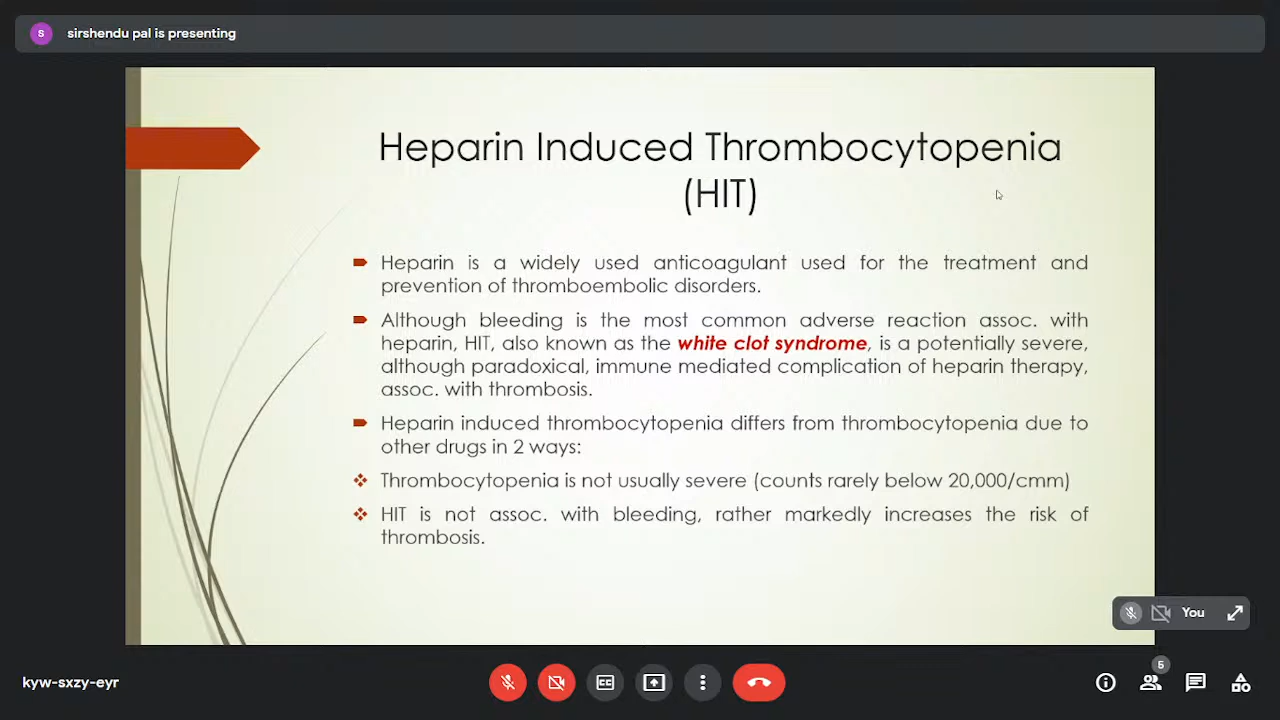 S
sirshendu pal is presenting
Heparin Induced Thrombocytopenia
(HIT)
Heparin is a widely used anticoagulant used for the treatment and
prevention of thromboembolic disorders.
Although bleeding is the most common adverse reaction assoc. with
heparin, HIT, also known as the white clot syndrome, is a potentially severe,
although paradoxical, immune mediated complication of heparin therapy,
assoc. with thrombosis.
Heparin induced thrombocytopenia differs from thrombocytopenia due to
other drugs in 2 ways:
Thrombocytopenia is not usually severe (counts rarely below 20,000/cmm)
HIT is not assoc. with bleeding, rather markedly increases the risk of
thrombosis.
You
kyw-sxzy-eyr
CC
5